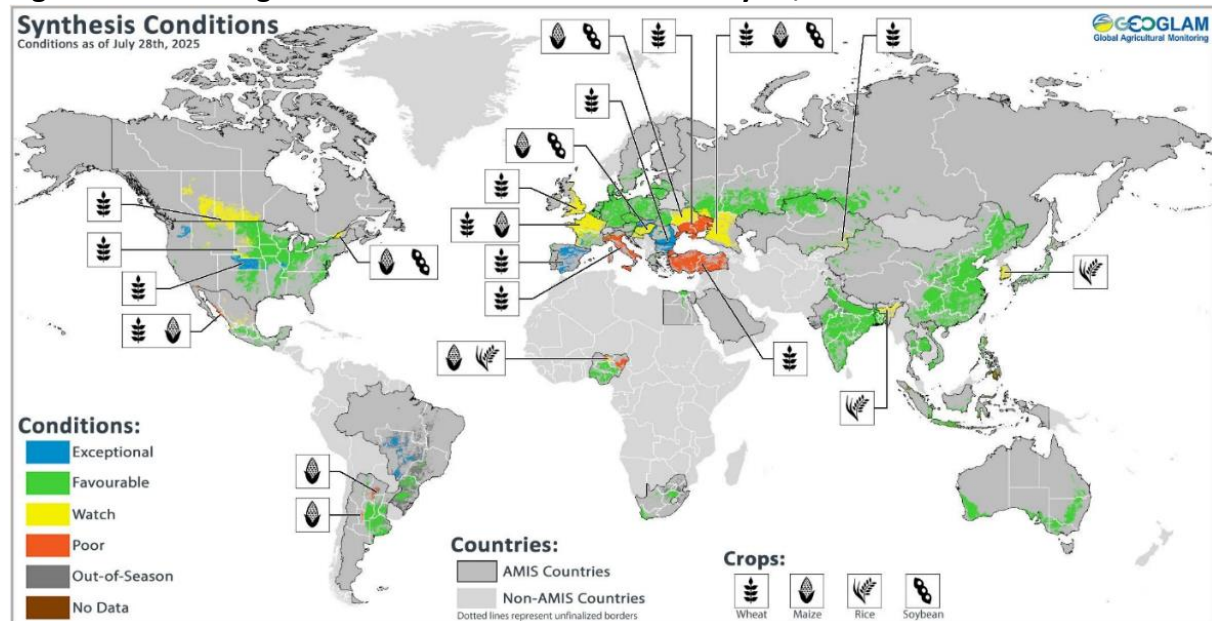 Synthesis Conditions
Conditions as of July 28th, 2025
GEOGLAM
Global Agricultural Monitoring
Conditions:
Exceptional
Favourable
Watch
Poor
Out-of-Season
No Data
Countries:
AMIS Countries
Non-AMIS Countries
Dotted lines represent unfinalized borders
Crops:
Wheat
Maize
Rice
Soybean